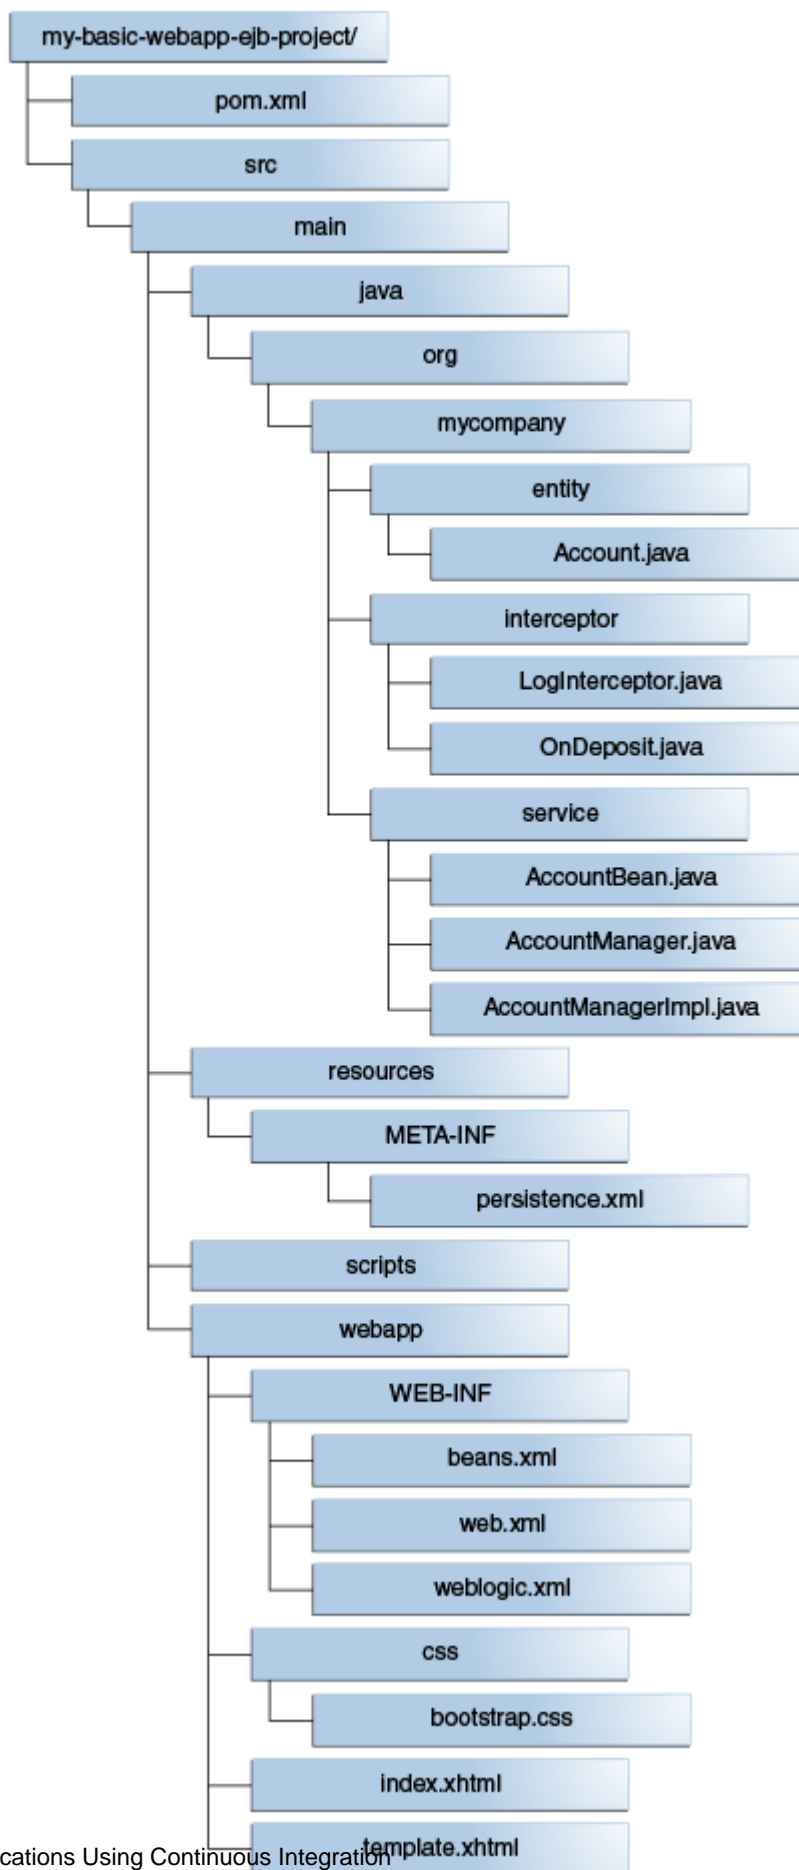 my-basic-webapp-ejb-project/
pom.xml
src
main
java
org
mycompany
entity
Account.java
interceptor
LogInterceptor.java
OnDeposit.java
service
AccountBean.java
AccountManager.java
AccountManagerImpl.java
resources
META-INF
persistence.xml
scripts
webapp
WEB-INF
beans.xml
web.xml
weblogic.xml
css
bootstrap.css
index.xhtml
template.xhtml
cations Using Continuous Integration